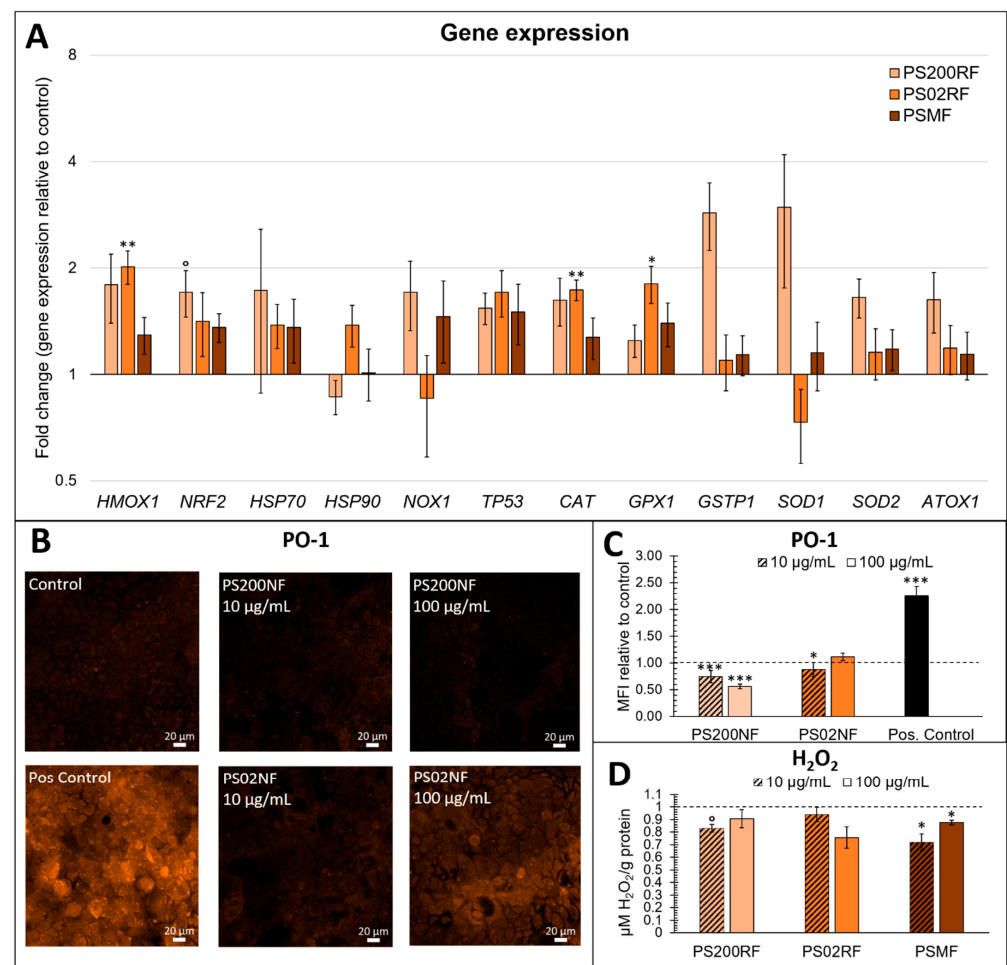 A
Gene expression
Fold change (gene expression relative to control)
8
4
2
1
0.5
PS200RF
PS02RF
PSMF
**
°
**
*
HMOX1 NRF2 HSP70 HSP90 NOX1 TP53 CAT GPX1 GSTP1 SOD1 SOD2 ATOX1
B
PO-1
Control
20 µm
PS200NF
10 µg/mL
20 µm
PS200NF
100 µg/mL
20 µm
Pos Control
20 µm
PS02NF
10 µg/mL
20 µm
PS02NF
100 µg/mL
20 µm
C
PO-1
10 µg/mL 100 µg/mL
MFI relative to control
3.00
2.50
2.00
1.50
1.00
0.50
0.00
***
***
*
***
PS200NF PS02NF Pos. Control
D
H₂O₂
10 µg/mL 100 µg/mL
µM H₂O₂/g protein
1.1
1
0.9
0.8
0.7
0.6
0.5
0.4
0.3
0.2
0.1
0
°
*
*
PS200RF PS02RF PSMF